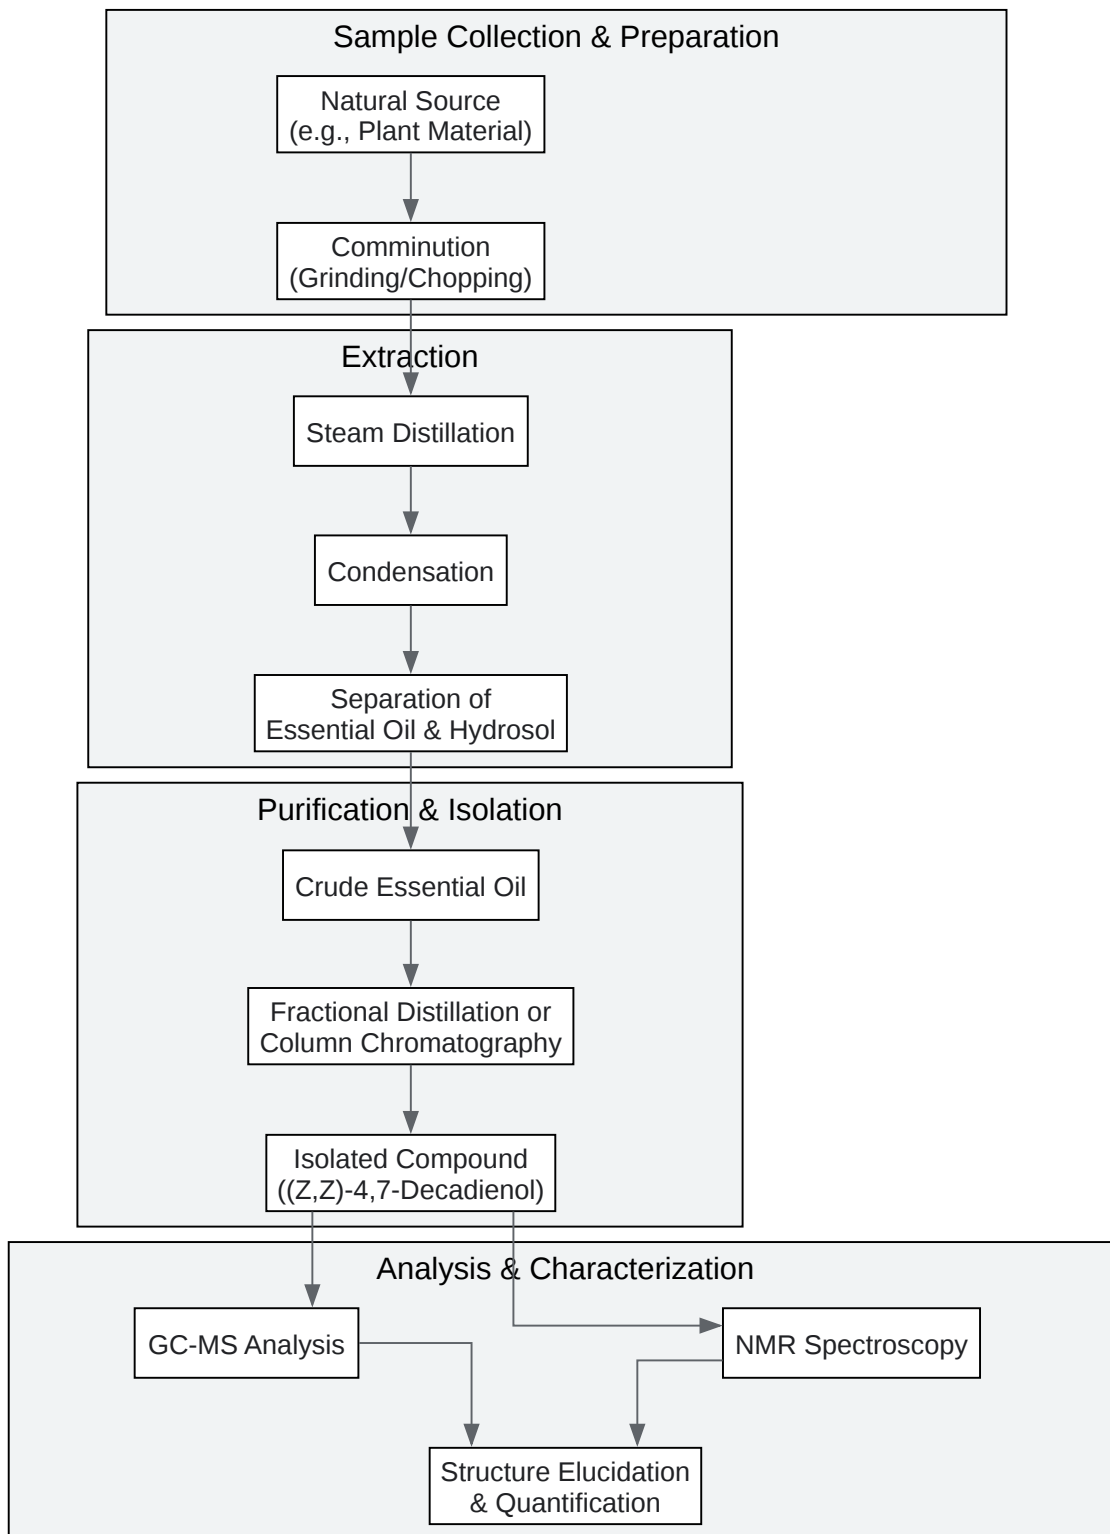 Sample Collection & Preparation
Natural Source
(e.g., Plant Material)
Comminution
(Grinding/Chopping)
Extraction
Steam Distillation
Condensation
Separation of
Essential Oil & Hydrosol
Purification & Isolation
Crude Essential Oil
Fractional Distillation or
Column Chromatography
Isolated Compound
((Z,Z)-4,7-Decadienol)
Analysis & Characterization
GC-MS Analysis
NMR Spectroscopy
Structure Elucidation
& Quantification